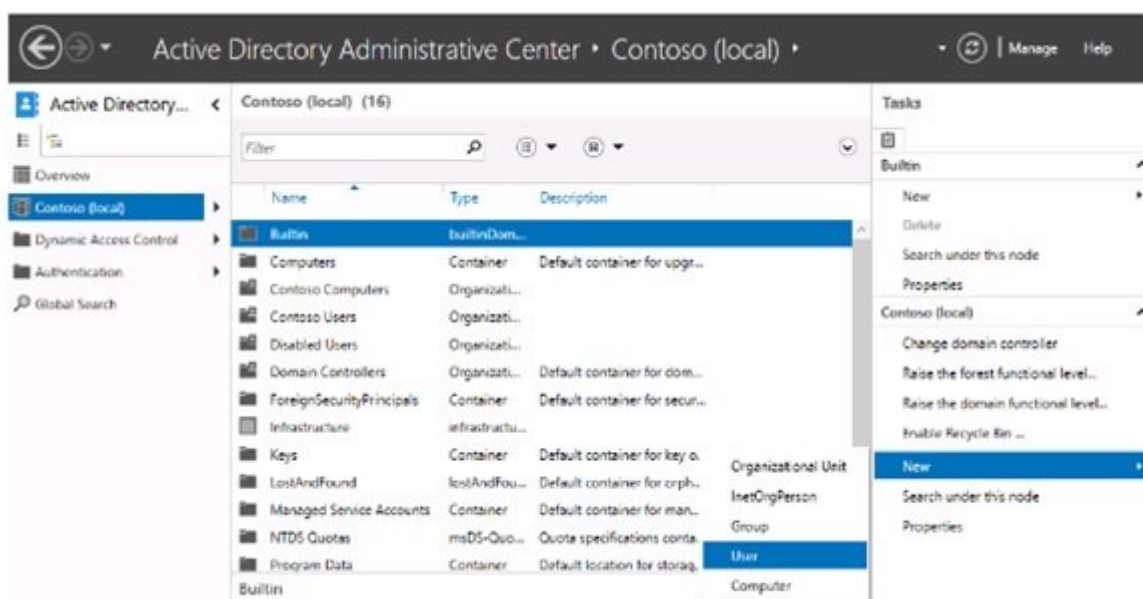 Active Directory Administrative Center • Contoso (local) •
Manage Help
Active Directory...
Overview
Contoso (local)
Dynamic Access Control
Authentication
Global Search
Contoso (local) (16)
Filter
Name Type Description
Builtin builtinDom...
Computers Container Default container for upgr...
Contoso Computers Organizati...
Contoso Users Organizati...
Disabled Users Organizati...
Domain Controllers Organizati... Default container for dom...
ForeignSecurityPrincipals Container Default container for secur...
Infrastructure infrastructu...
Keys Container Default container for key o.
LostAndFound lostAndFou... Default container for orph...
Managed Service Accounts Container Default container for man...
NTDS Quotas msDS-Quo... Quota specifications conta.
Program Data Container Default location for storag.
Builtin
Organizational Unit
InetOrgPerson
Group
User
Computer
Tasks
Builtin
New
Delete
Search under this node
Properties
Contoso (local)
Change domain controller
Raise the forest functional level...
Raise the domain functional level...
Enable Recycle Bin ...
New
Search under this node
Properties